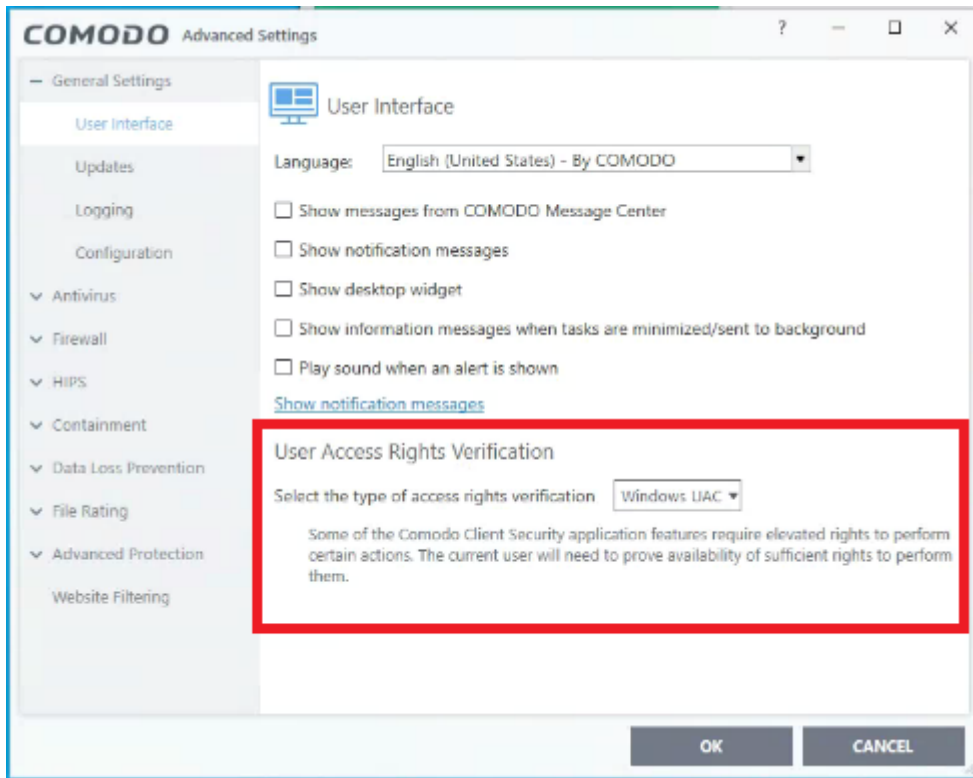 COMODO Advanced Settings
?
General Settings
User Interface
Updates
Logging
Configuration
Antivirus
Firewall
HIPS
Containment
Data Loss Prevention
File Rating
Advanced Protection
Website Filtering
User Interface
Language: English (United States) - By COMODO
Show messages from COMODO Message Center
Show notification messages
Show desktop widget
Show information messages when tasks are minimized/sent to background
Play sound when an alert is shown
Show notification messages
User Access Rights Verification
Select the type of access rights verification Windows UAC
Some of the Comodo Client Security application features require elevated rights to perform
certain actions. The current user will need to prove availability of sufficient rights to perform
them.
OK CANCEL